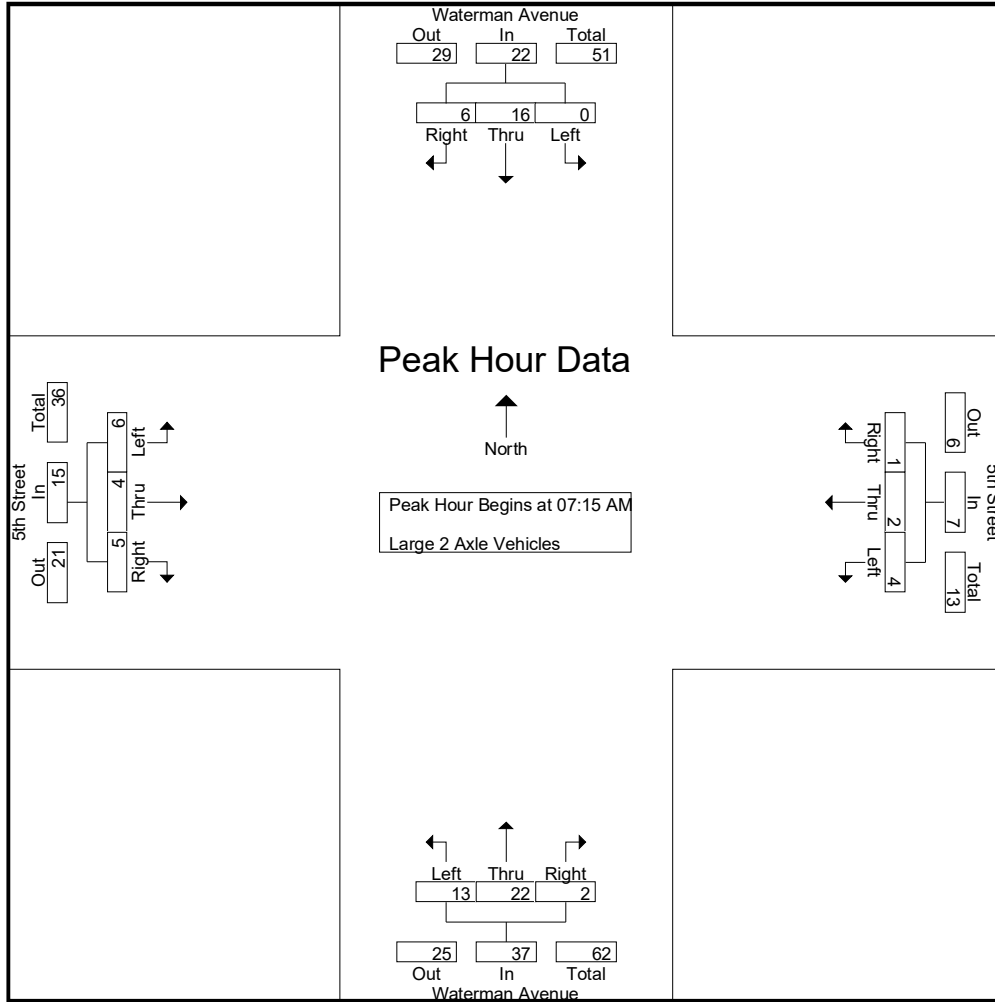 Waterman Avenue
Out In Total
29 22 51
6 16 0
Right Thru Left
Peak Hour Data
North
Peak Hour Begins at 07:15 AM
Large 2 Axle Vehicles
5th Street
Total In Out
36 15 21
6 4 5
Left Thru Right
Right Thru Left
1 2 4
Out In Total
6 7 13
5th Street
Left Thru Right
13 22 2
25 37 62
Out In Total
Waterman Avenue